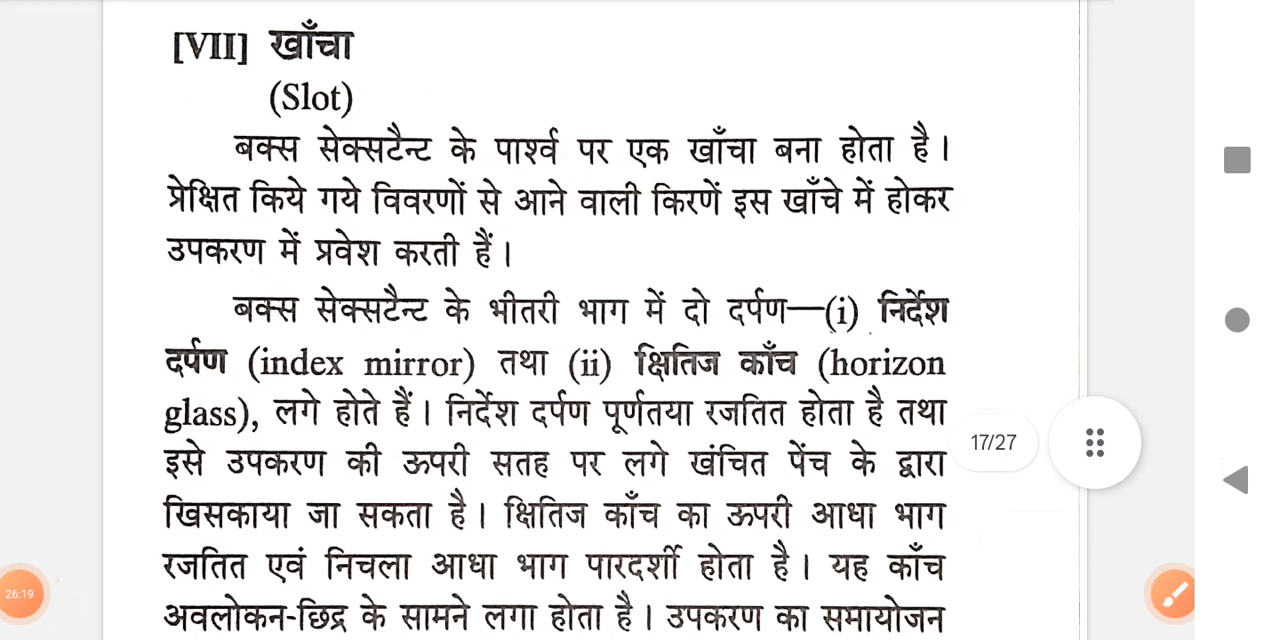 [VII] खाँचा
(Slot)
बक्स सेक्सटैन्ट के पार्श्व पर एक खाँचा बना होता है।
प्रेक्षित किये गये विवरणों से आने वाली किरणें इस खाँचे में होकर
उपकरण में प्रवेश करती हैं।
बक्स सेक्सटैन्ट के भीतरी भाग में दो दर्पण—(i) निर्देश
दर्पण (index mirror) तथा (ii) क्षितिज काँच (horizon
glass), लगे होते हैं। निर्देश दर्पण पूर्णतया रजतित होता है तथा
17/27
इसे उपकरण की ऊपरी सतह पर लगे खंचित पेंच के द्वारा
खिसकाया जा सकता है। क्षितिज काँच का ऊपरी आधा भाग
रजतित एवं निचला आधा भाग पारदर्शी होता है। यह काँच
26:19
अवलोकन-छिद्र के सामने लगा होता है। उपकरण का समायोजन